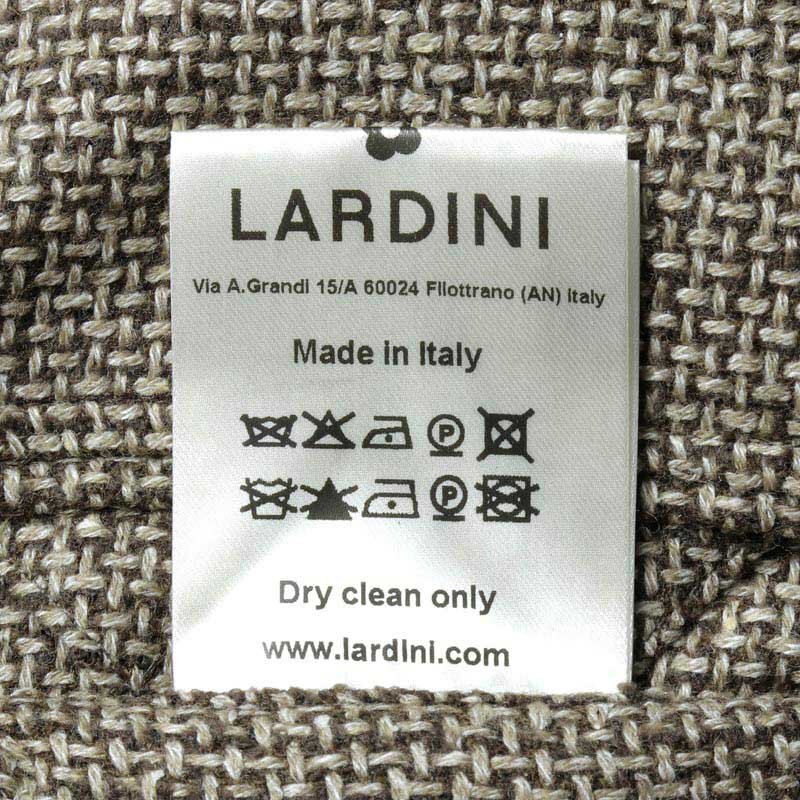 LARDINI
Via A.Grandi 15/A 60024 Filottrano (AN) Italy
Made in Italy
P
P
Dry clean only
www.lardini.com